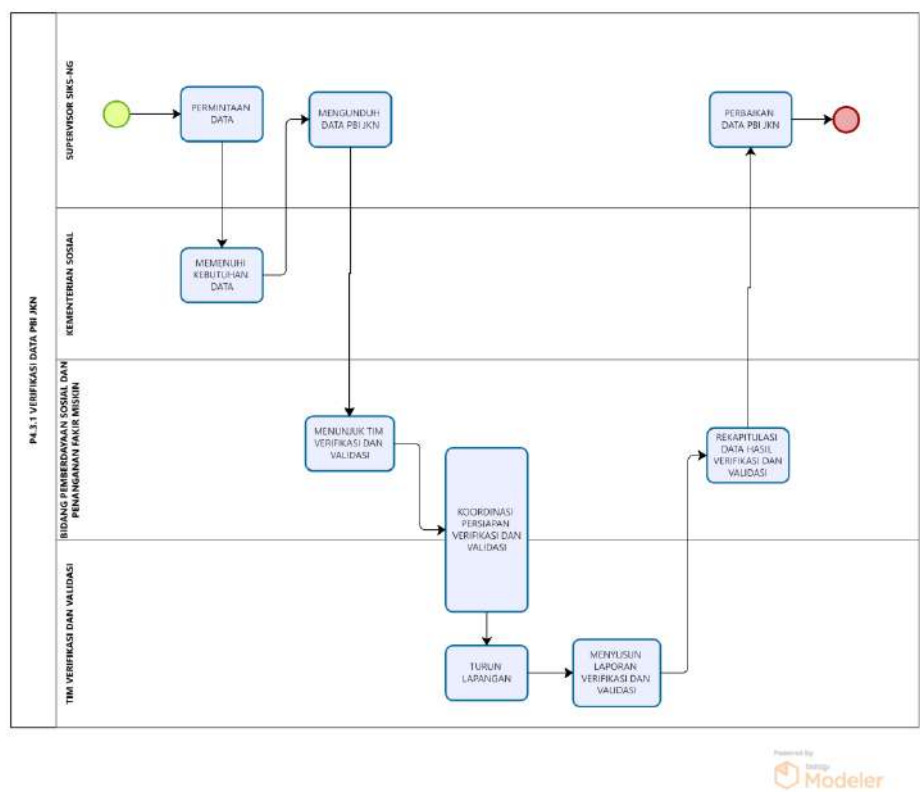 P4.3.1 VERIFIKASI DATA PBI JKN
SUPERVISOR SIKS-NG
PERMINTAAN
DATA
MENGUNDUH
DATA PBI JKN
PERBAIKAN
DATA PBI JKN
KEMENTERIAN SOSIAL
MEMENUHI
KEBUTUHAN
DATA
BIDANG PEMBERDAYAAN SOSIAL DAN
PENANGANAN FAKIR MISKIN
MENUNJUK TIM
VERIFIKASI DAN
VALIDASI
KOORDINASI
PERSIAPAN
VERIFIKASI DAN
VALIDASI
REKAPITULASI
DATA HASIL
VERIFIKASI DAN
VALIDASI
TIM VERIFIKASI DAN VALIDASI
TURUN
LAPANGAN
MENYUSUN
LAPORAN
VERIFIKASI DAN
VALIDASI
Powered by
bizagi
Modeler